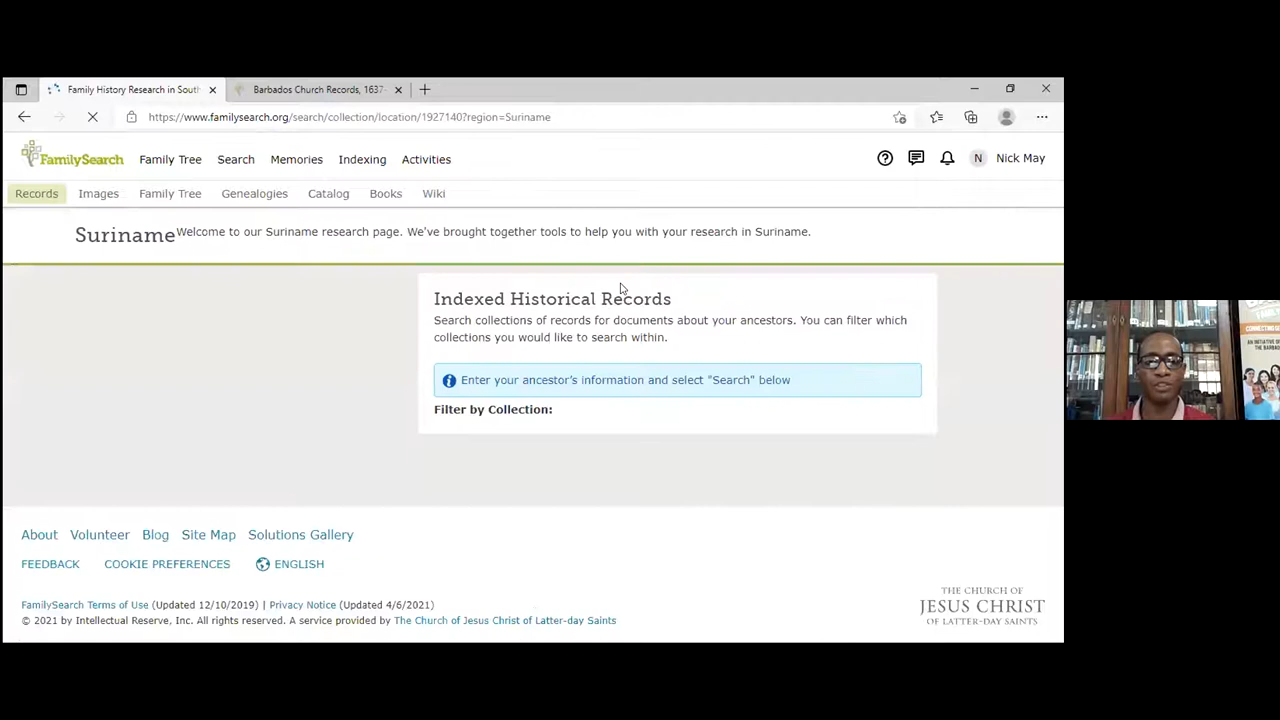 Family History Research in South
Barbados Church Records, 1637-
https://www.familysearch.org/search/collection/location/1927140?region=Suriname
FamilySearch Family Tree Search Memories Indexing Activities N Nick May
Records Images Family Tree Genealogies Catalog Books Wiki
Suriname Welcome to our Suriname research page. We've brought together tools to help you with your research in Suriname.
Indexed Historical Records
Search collections of records for documents about your ancestors. You can filter which
collections you would like to search within.
Enter your ancestor's information and select "Search" below
Filter by Collection:
About Volunteer Blog Site Map Solutions Gallery
FEEDBACK COOKIE PREFERENCES ENGLISH
FamilySearch Terms of Use (Updated 12/10/2019) | Privacy Notice (Updated 4/6/2021)
© 2021 by Intellectual Reserve, Inc. All rights reserved. A service provided by The Church of Jesus Christ of Latter-day Saints
THE CHURCH OF
JESUS CHRIST
OF LATTER-DAY SAINTS
AN INITIATIVE OF
THE BARBAD